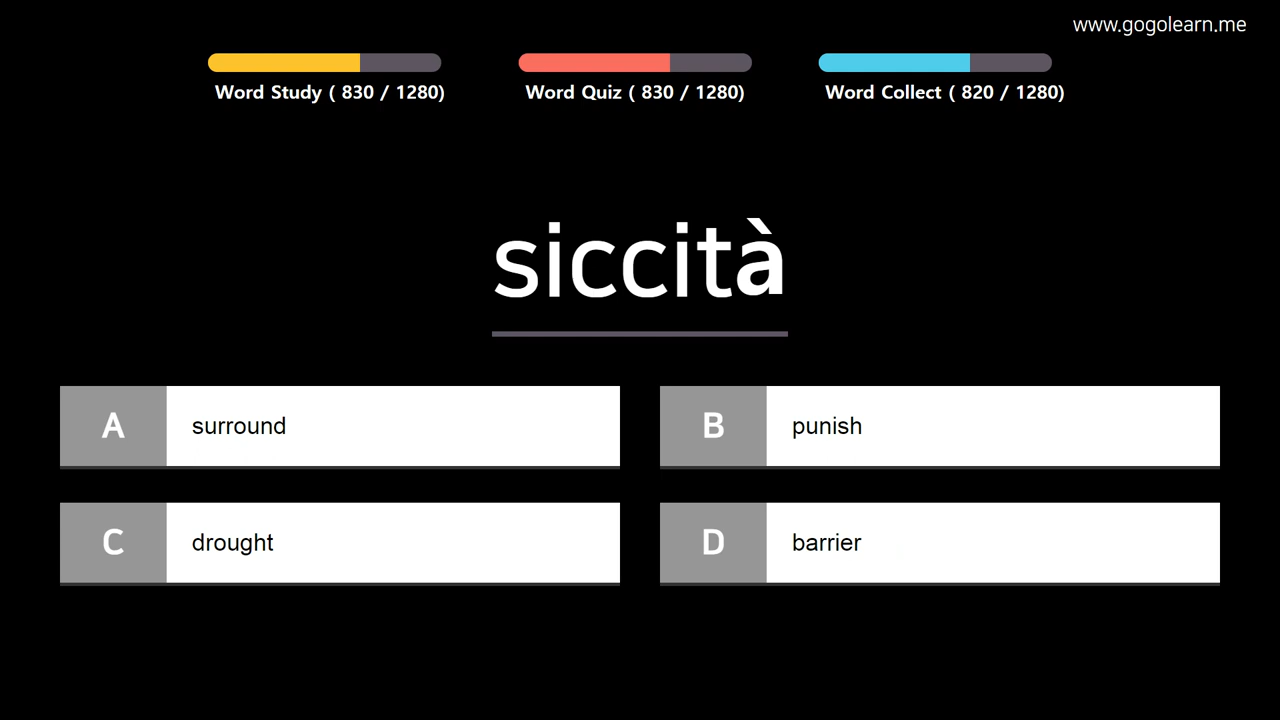 www.gogolearn.me
Word Study ( 830 / 1280)
Word Quiz ( 830 / 1280)
Word Collect ( 820 / 1280)
siccità
A surround
B punish
C drought
D barrier